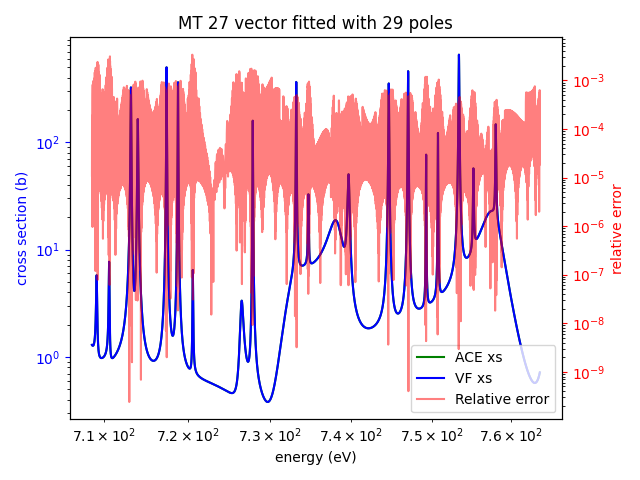 MT 27 vector fitted with 29 poles
cross section (b)
10²
10¹
10⁰
10⁻³
10⁻⁴
10⁻⁵
10⁻⁶
10⁻⁷
10⁻⁸
10⁻⁹
relative error
ACE xs
VF xs
Relative error
7.1 × 10² 7.2 × 10² 7.3 × 10² 7.4 × 10² 7.5 × 10² 7.6 × 10²
energy (eV)